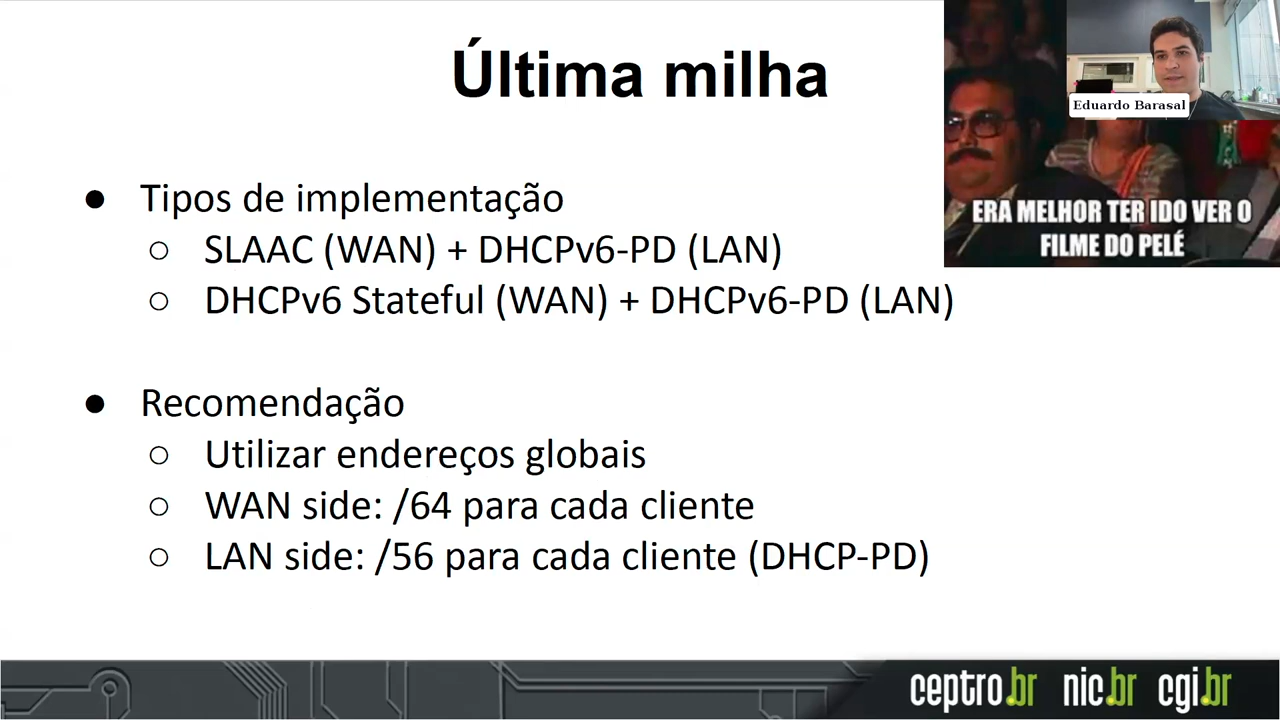 Última milha
Eduardo Barasal
ERA MELHOR TER IDO VER O
FILME DO PELÉ
● Tipos de implementação
○ SLAAC (WAN) + DHCPv6-PD (LAN)
○ DHCPv6 Stateful (WAN) + DHCPv6-PD (LAN)
● Recomendação
○ Utilizar endereços globais
○ WAN side: /64 para cada cliente
○ LAN side: /56 para cada cliente (DHCP-PD)
ceptro.br nic.br cgi.br